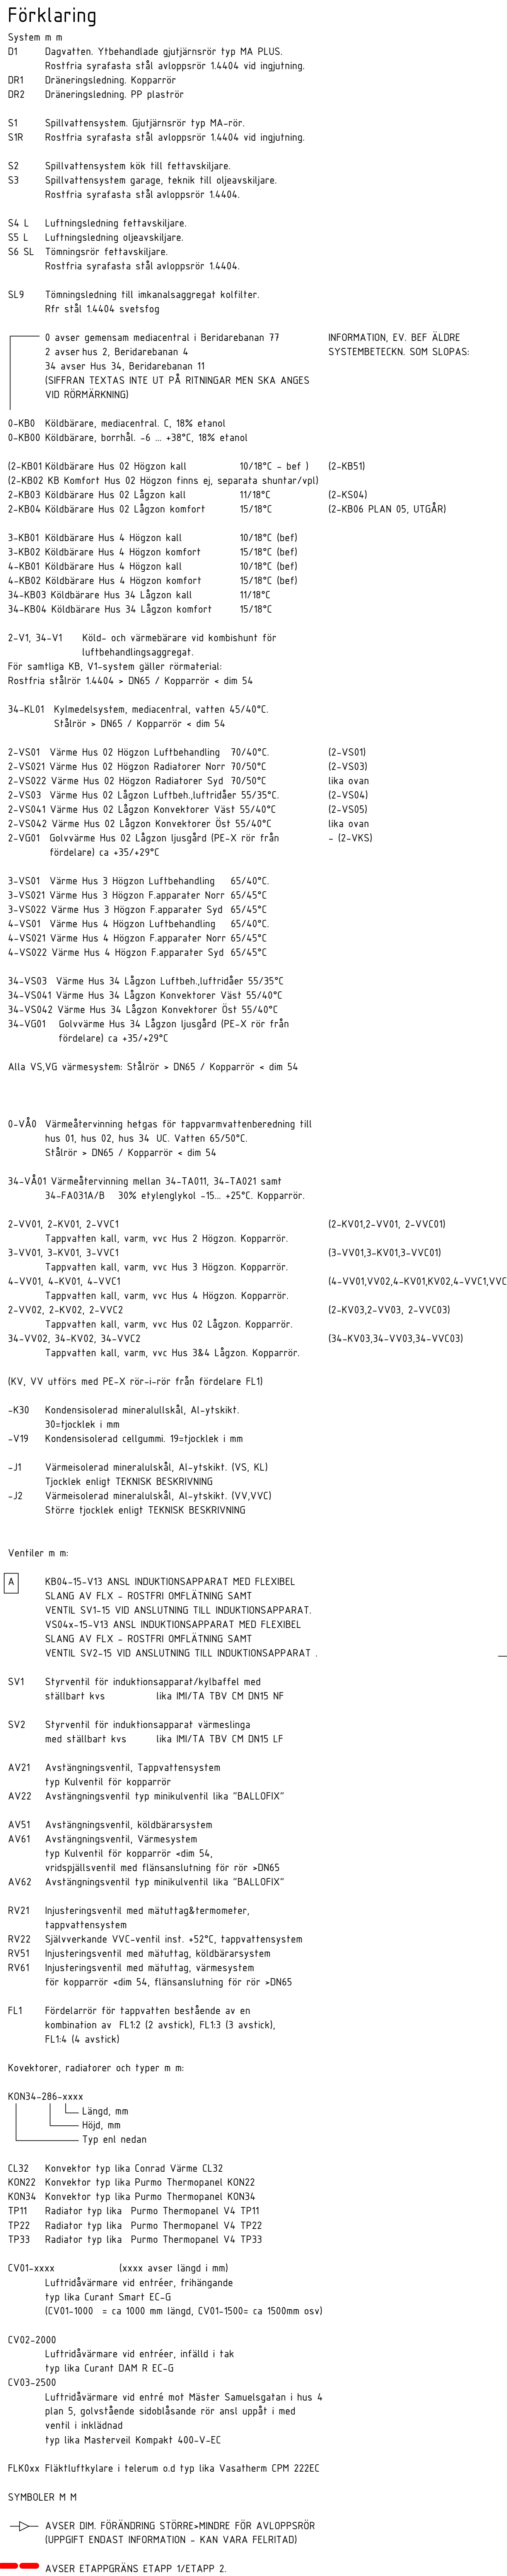 Förklaring
System m m
D1 Dagvatten. Ytbehandlade gjutjärnsrör typ MA PLUS.
Rostfria syrafasta stål avloppsrör 1.4404 vid ingjutning.
DR1 Dräneringsledning. Kopparrör
DR2 Dräneringsledning. PP plaströr
S1 Spillvattensystem. Gjutjärnsrör typ MA-rör.
S1R Rostfria syrafasta stål avloppsrör 1.4404 vid ingjutning.
S2 Spillvattensystem kök till fettavskiljare.
S3 Spillvattensystem garage, teknik till oljeavskiljare.
Rostfria syrafasta stål avloppsrör 1.4404.
S4 L Luftningsledning fettavskiljare.
S5 L Luftningsledning oljeavskiljare.
S6 SL Tömningsrör fettavskiljare.
Rostfria syrafasta stål avloppsrör 1.4404.
SL9 Tömningsledning till imkanalsaggregat kolfilter.
Rfr stål 1.4404 svetsfog
0 avser gemensam mediacentral i Beridarebanan 77 INFORMATION, EV. BEF ÄLDRE
2 avser hus 2, Beridarebanan 4 SYSTEMBETECKN. SOM SLOPAS:
34 avser Hus 34, Beridarebanan 11
(SIFFRAN TEXTAS INTE UT PÅ RITNINGAR MEN SKA ANGES
VID RÖRMÄRKNING)
0-KB0 Köldbärare, mediacentral. C, 18% etanol
0-KB00 Köldbärare, borrhål. -6 ... +38°C, 18% etanol
(2-KB01 Köldbärare Hus 02 Högzon kall 10/18°C - bef ) (2-KB51)
(2-KB02 KB Komfort Hus 02 Högzon finns ej, separata shuntar/vpl)
2-KB03 Köldbärare Hus 02 Lågzon kall 11/18°C (2-KS04)
2-KB04 Köldbärare Hus 02 Lågzon komfort 15/18°C (2-KB06 PLAN 05, UTGÅR)
3-KB01 Köldbärare Hus 4 Högzon kall 10/18°C (bef)
3-KB02 Köldbärare Hus 4 Högzon komfort 15/18°C (bef)
4-KB01 Köldbärare Hus 4 Högzon kall 10/18°C (bef)
4-KB02 Köldbärare Hus 4 Högzon komfort 15/18°C (bef)
34-KB03 Köldbärare Hus 34 Lågzon kall 11/18°C
34-KB04 Köldbärare Hus 34 Lågzon komfort 15/18°C
2-V1, 34-V1 Köld- och värmebärare vid kombishunt för
luftbehandlingsaggregat.
För samtliga KB, V1-system gäller rörmaterial:
Rostfria stålrör 1.4404 > DN65 / Kopparrör < dim 54
34-KL01 Kylmedelsystem, mediacentral, vatten 45/40°C.
Stålrör > DN65 / Kopparrör < dim 54
2-VS01 Värme Hus 02 Högzon Luftbehandling 70/40°C. (2-VS01)
2-VS021 Värme Hus 02 Högzon Radiatorer Norr 70/50°C (2-VS03)
2-VS022 Värme Hus 02 Högzon Radiatorer Syd 70/50°C lika ovan
2-VS03 Värme Hus 02 Lågzon Luftbeh.,luftridåer 55/35°C. (2-VS04)
2-VS041 Värme Hus 02 Lågzon Konvektorer Väst 55/40°C (2-VS05)
2-VS042 Värme Hus 02 Lågzon Konvektorer Öst 55/40°C lika ovan
2-VG01 Golvvärme Hus 02 Lågzon ljusgård (PE-X rör från - (2-VKS)
fördelare) ca +35/+29°C
3-VS01 Värme Hus 3 Högzon Luftbehandling 65/40°C.
3-VS021 Värme Hus 3 Högzon F.apparater Norr 65/45°C
3-VS022 Värme Hus 3 Högzon F.apparater Syd 65/45°C
4-VS01 Värme Hus 4 Högzon Luftbehandling 65/40°C.
4-VS021 Värme Hus 4 Högzon F.apparater Norr 65/45°C
4-VS022 Värme Hus 4 Högzon F.apparater Syd 65/45°C
34-VS03 Värme Hus 34 Lågzon Luftbeh.,luftridåer 55/35°C
34-VS041 Värme Hus 34 Lågzon Konvektorer Väst 55/40°C
34-VS042 Värme Hus 34 Lågzon Konvektorer Öst 55/40°C
34-VG01 Golvvärme Hus 34 Lågzon ljusgård (PE-X rör från
fördelare) ca +35/+29°C
Alla VS,VG värmesystem: Stålrör > DN65 / Kopparrör < dim 54
0-VÅ0 Värmeåtervinning hetgas för tappvarmvattenberedning till
hus 01, hus 02, hus 34 UC. Vatten 65/50°C.
Stålrör > DN65 / Kopparrör < dim 54
34-VÅ01 Värmeåtervinning mellan 34-TA011, 34-TA021 samt
34-FA031A/B 30% etylenglykol -15... +25°C. Kopparrör.
2-VV01, 2-KV01, 2-VVC1 (2-KV01,2-VV01, 2-VVC01)
Tappvatten kall, varm, vvc Hus 2 Högzon. Kopparrör.
3-VV01, 3-KV01, 3-VVC1 (3-VV01,3-KV01,3-VVC01)
Tappvatten kall, varm, vvc Hus 3 Högzon. Kopparrör.
4-VV01, 4-KV01, 4-VVC1 (4-VV01,VV02,4-KV01,KV02,4-VVC1,VVC
Tappvatten kall, varm, vvc Hus 4 Högzon. Kopparrör.
2-VV02, 2-KV02, 2-VVC2 (2-KV03,2-VV03, 2-VVC03)
Tappvatten kall, varm, vvc Hus 02 Lågzon. Kopparrör.
34-VV02, 34-KV02, 34-VVC2 (34-KV03,34-VV03,34-VVC03)
Tappvatten kall, varm, vvc Hus 3&4 Lågzon. Kopparrör.
(KV, VV utförs med PE-X rör-i-rör från fördelare FL1)
-K30 Kondensisolerad mineralullskål, Al-ytskikt.
30=tjocklek i mm
-V19 Kondensisolerad cellgummi. 19=tjocklek i mm
-J1 Värmeisolerad mineralulskål, Al-ytskikt. (VS, KL)
Tjocklek enligt TEKNISK BESKRIVNING
-J2 Värmeisolerad mineralulskål, Al-ytskikt. (VV,VVC)
Större tjocklek enligt TEKNISK BESKRIVNING
Ventiler m m:
A KB04-15-V13 ANSL INDUKTIONSAPPARAT MED FLEXIBEL
SLANG AV FLX - ROSTFRI OMFLÄTNING SAMT
VENTIL SV1-15 VID ANSLUTNING TILL INDUKTIONSAPPARAT.
VS04x-15-V13 ANSL INDUKTIONSAPPARAT MED FLEXIBEL
SLANG AV FLX - ROSTFRI OMFLÄTNING SAMT
VENTIL SV2-15 VID ANSLUTNING TILL INDUKTIONSAPPARAT .
SV1 Styrventil för induktionsapparat/kylbaffel med
ställbart kvs lika IMI/TA TBV CM DN15 NF
SV2 Styrventil för induktionsapparat värmeslinga
med ställbart kvs lika IMI/TA TBV CM DN15 LF
AV21 Avstängningsventil, Tappvattensystem
typ Kulventil för kopparrör
AV22 Avstängningsventil typ minikulventil lika "BALLOFIX"
AV51 Avstängningsventil, köldbärarsystem
AV61 Avstängningsventil, Värmesystem
typ Kulventil för kopparrör <dim 54,
vridspjällsventil med flänsanslutning för rör >DN65
AV62 Avstängningsventil typ minikulventil lika "BALLOFIX"
RV21 Injusteringsventil med mätuttag&termometer,
tappvattensystem
RV22 Självverkande VVC-ventil inst. +52°C, tappvattensystem
RV51 Injusteringsventil med mätuttag, köldbärarsystem
RV61 Injusteringsventil med mätuttag, värmesystem
för kopparrör <dim 54, flänsanslutning för rör >DN65
FL1 Fördelarrör för tappvatten bestående av en
kombination av FL1:2 (2 avstick), FL1:3 (3 avstick),
FL1:4 (4 avstick)
Kovektorer, radiatorer och typer m m:
KON34-286-xxxx
Längd, mm
Höjd, mm
Typ enl nedan
CL32 Konvektor typ lika Conrad Värme CL32
KON22 Konvektor typ lika Purmo Thermopanel KON22
KON34 Konvektor typ lika Purmo Thermopanel KON34
TP11 Radiator typ lika Purmo Thermopanel V4 TP11
TP22 Radiator typ lika Purmo Thermopanel V4 TP22
TP33 Radiator typ lika Purmo Thermopanel V4 TP33
CV01-xxxx (xxxx avser längd i mm)
Luftridåvärmare vid entréer, frihängande
typ lika Curant Smart EC-G
(CV01-1000 = ca 1000 mm längd, CV01-1500= ca 1500mm osv)
CV02-2000
Luftridåvärmare vid entréer, infälld i tak
typ lika Curant DAM R EC-G
CV03-2500
Luftridåvärmare vid entré mot Mäster Samuelsgatan i hus 4
plan 5, golvstående sidoblåsande rör ansl uppåt i med
ventil i inklädnad
typ lika Masterveil Kompakt 400-V-EC
FLK0xx Fläktluftkylare i telerum o.d typ lika Vasatherm CPM 222EC
SYMBOLER M M
AVSER DIM. FÖRÄNDRING STÖRRE>MINDRE FÖR AVLOPPSRÖR
(UPPGIFT ENDAST INFORMATION - KAN VARA FELRITAD)
AVSER ETAPPGRÄNS ETAPP 1/ETAPP 2.